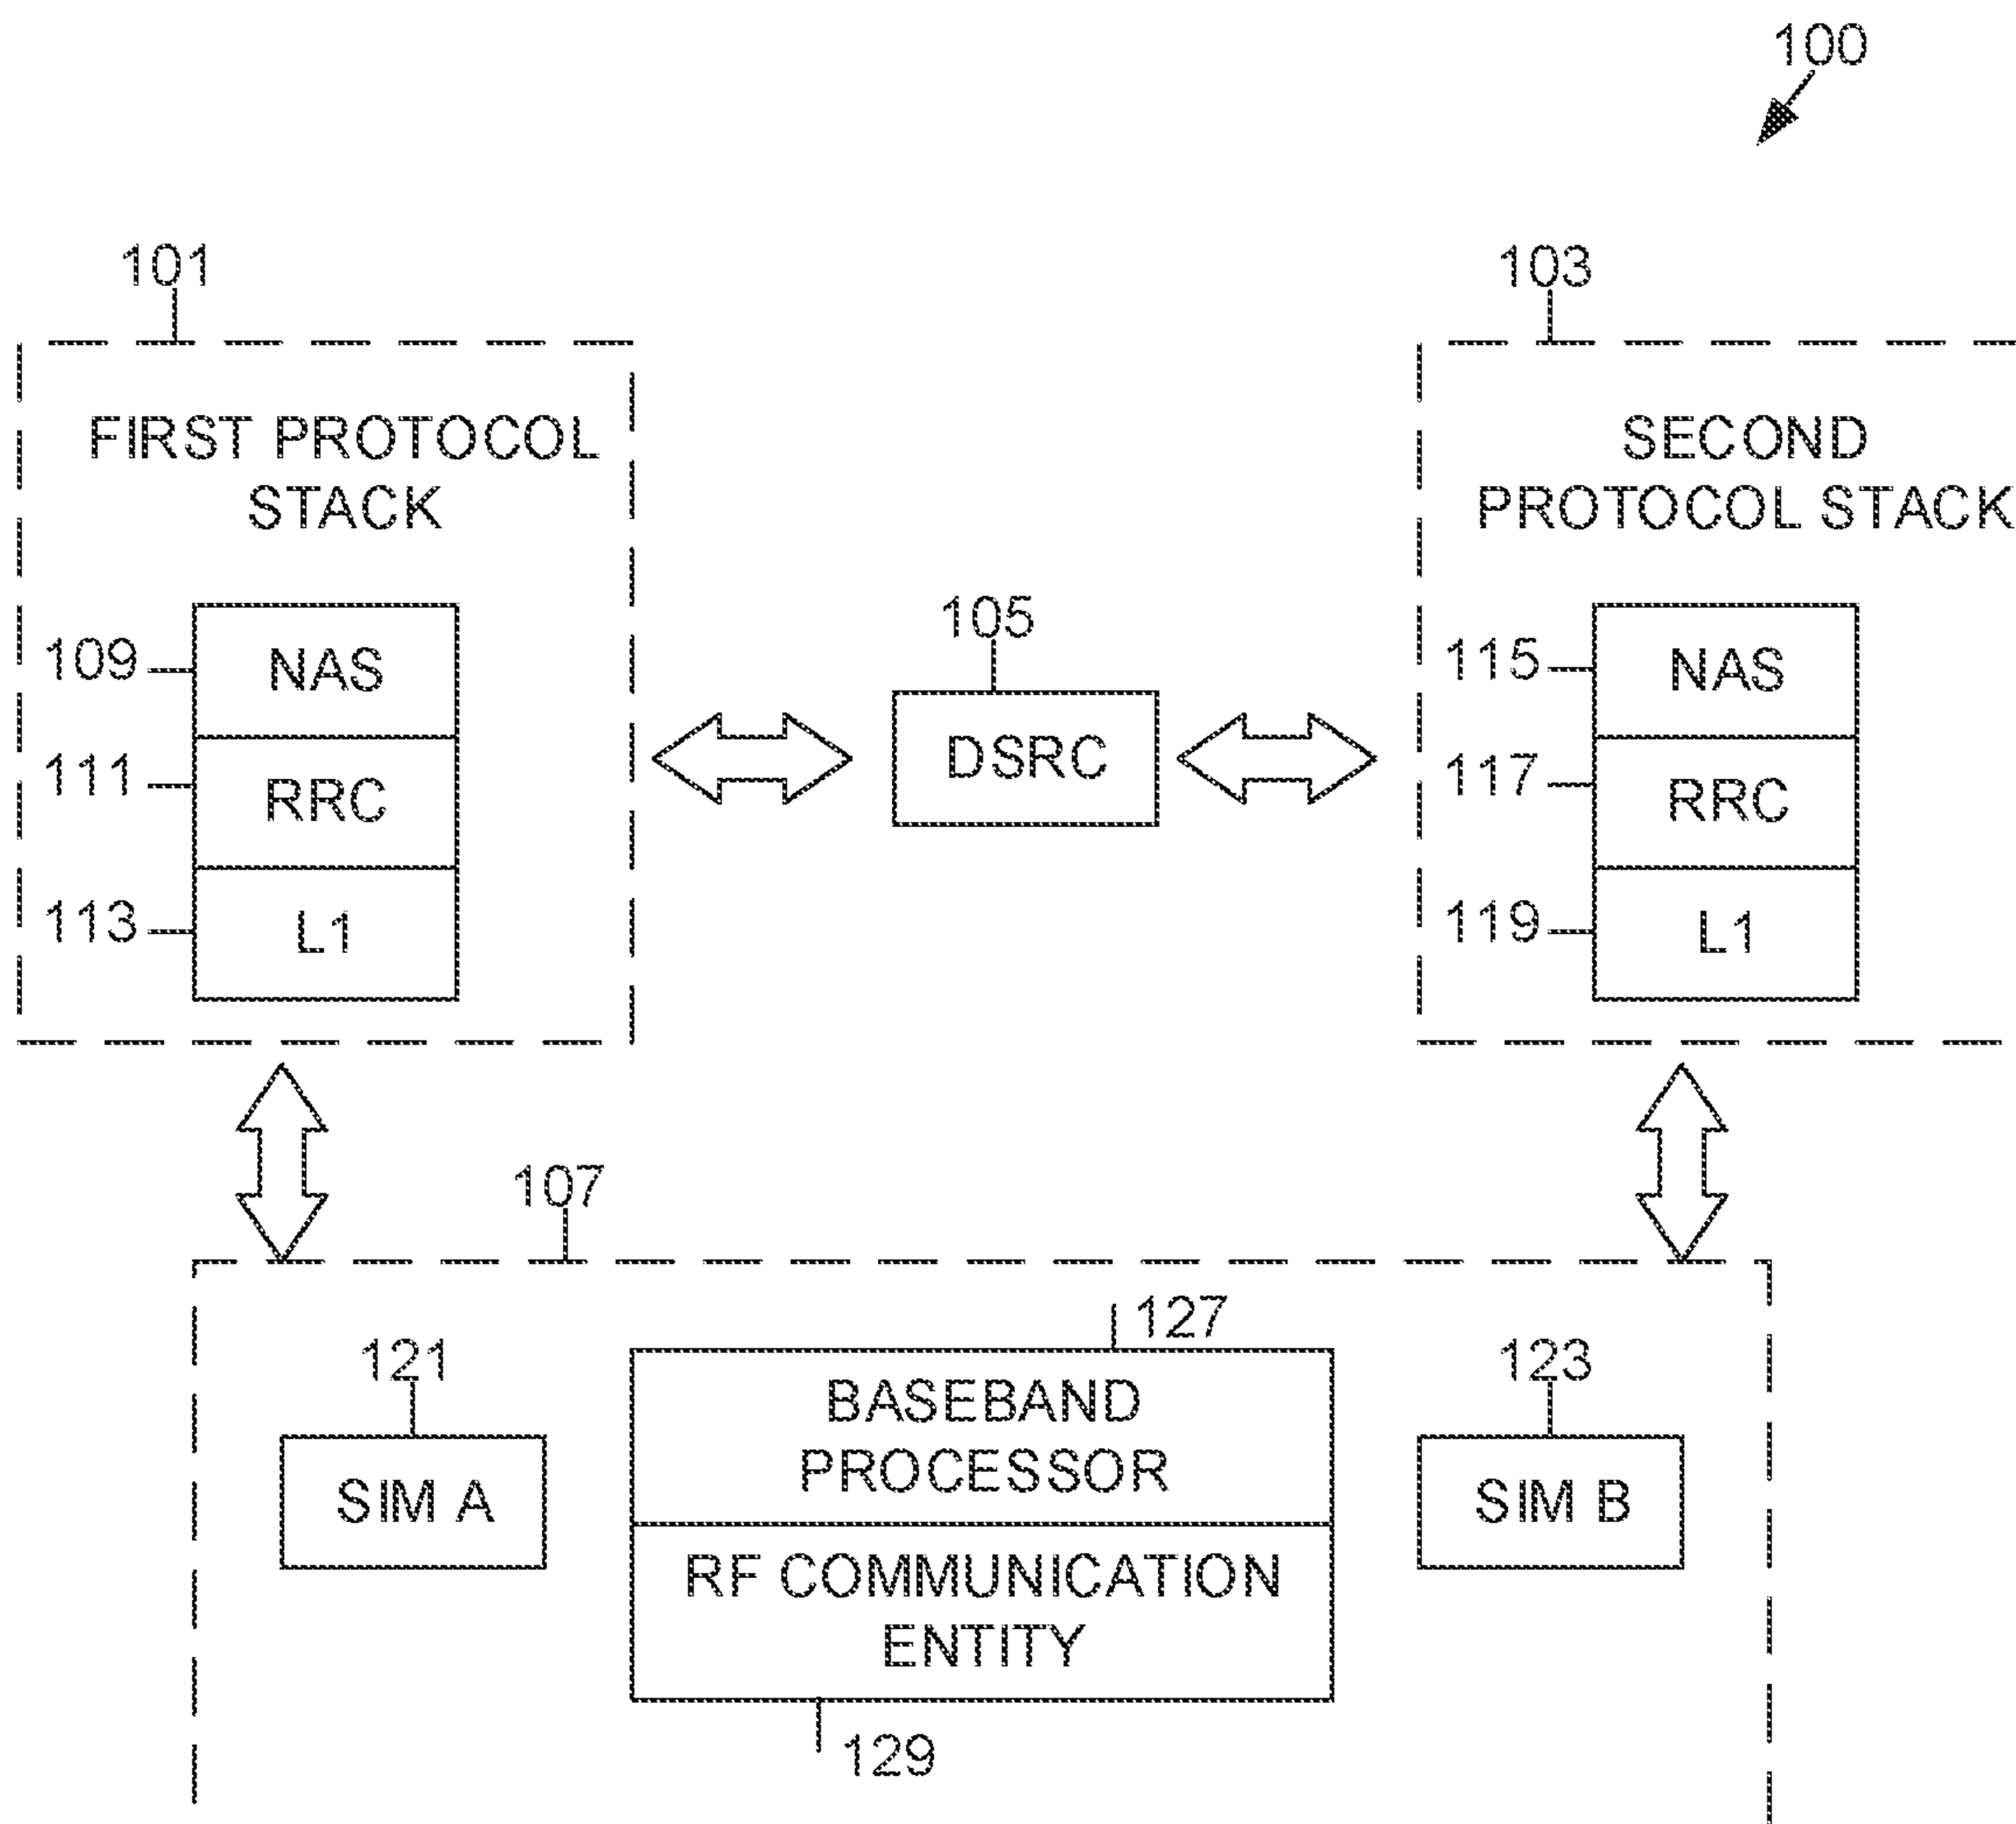 100
101
103
FIRST PROTOCOL
STACK
SECOND
PROTOCOL STACK
105
109
NAS
115
NAS
DSRC
111
RRC
117
RRC
113
L1
119
L1
107
127
121
123
BASEBAND
PROCESSOR
SIM A
SIM B
RF COMMUNICATION
ENTITY
129